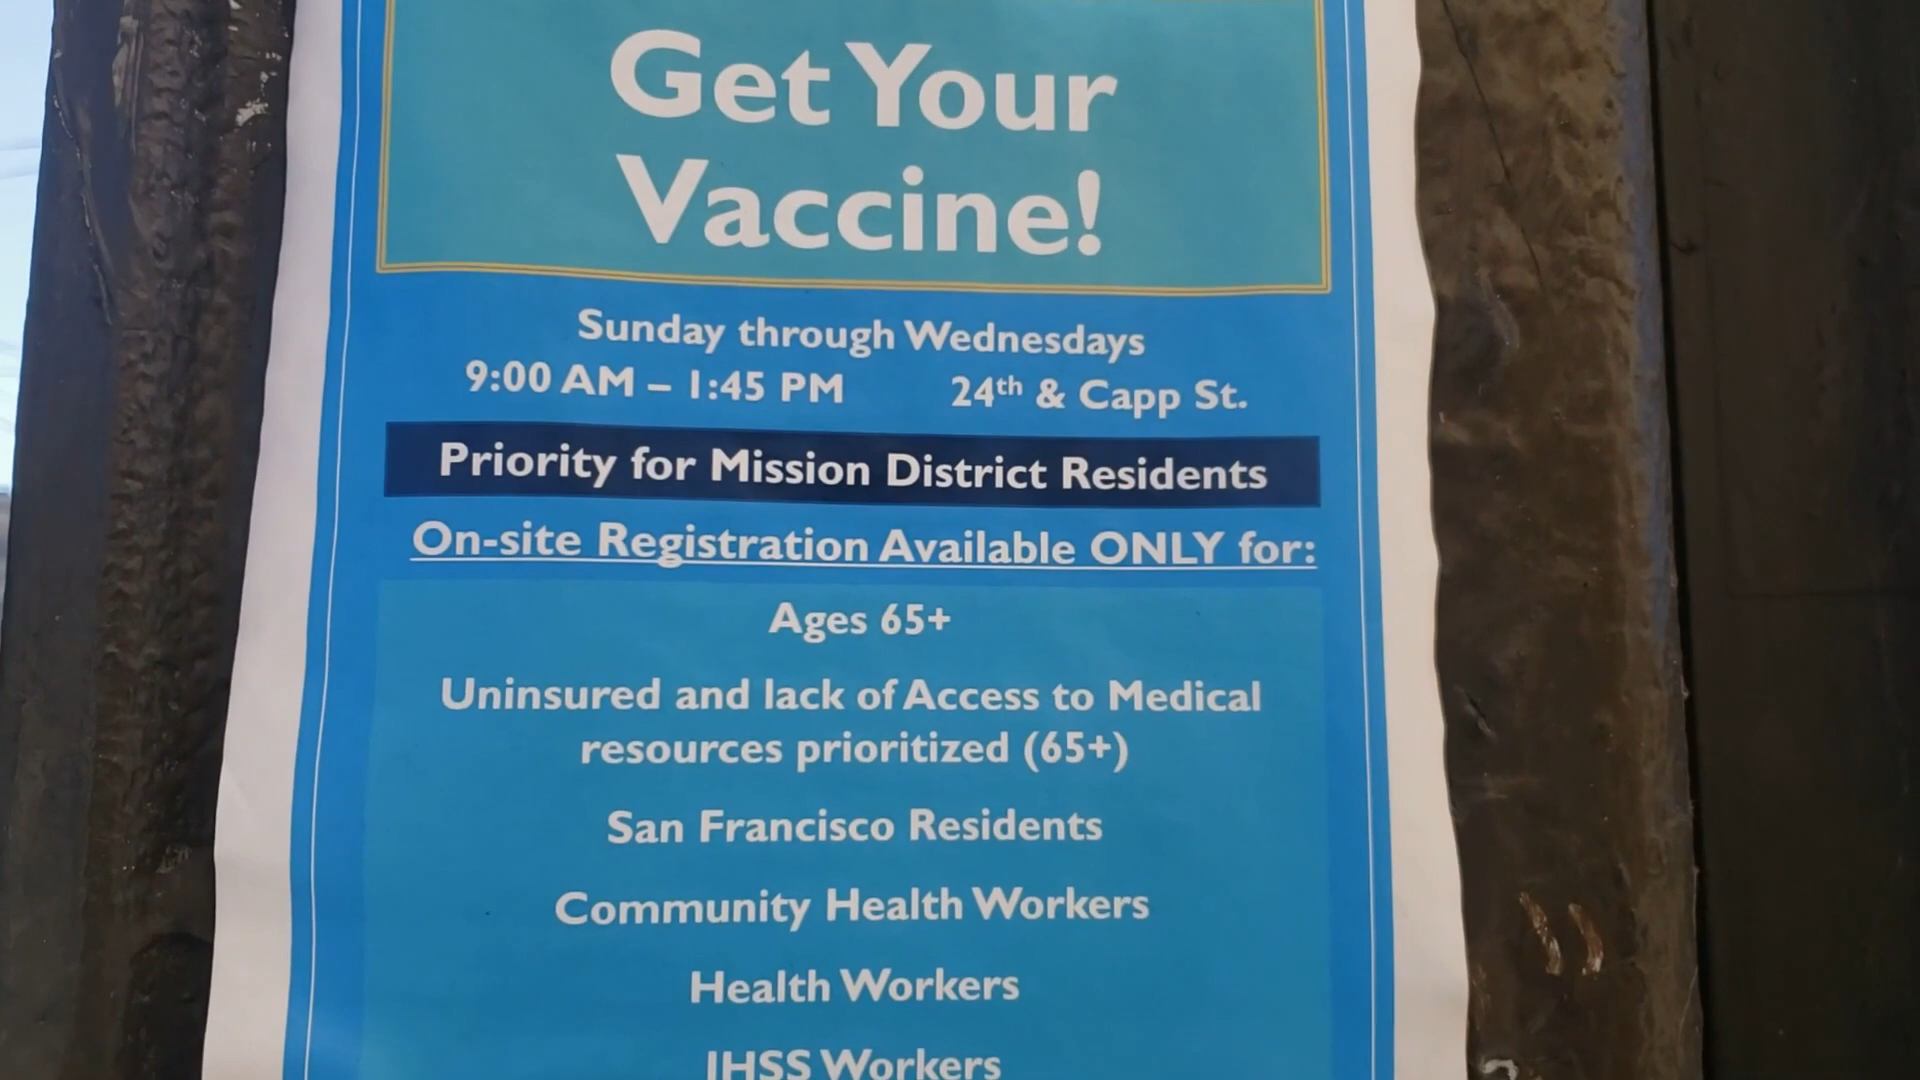 Get Your
Vaccine!
Sunday through Wednesdays
9:00 AM – 1:45 PM 24th & Capp St.
Priority for Mission District Residents
On-site Registration Available ONLY for:
Ages 65+
Uninsured and lack of Access to Medical
resources prioritized (65+)
San Francisco Residents
Community Health Workers
Health Workers
IHSS Workers